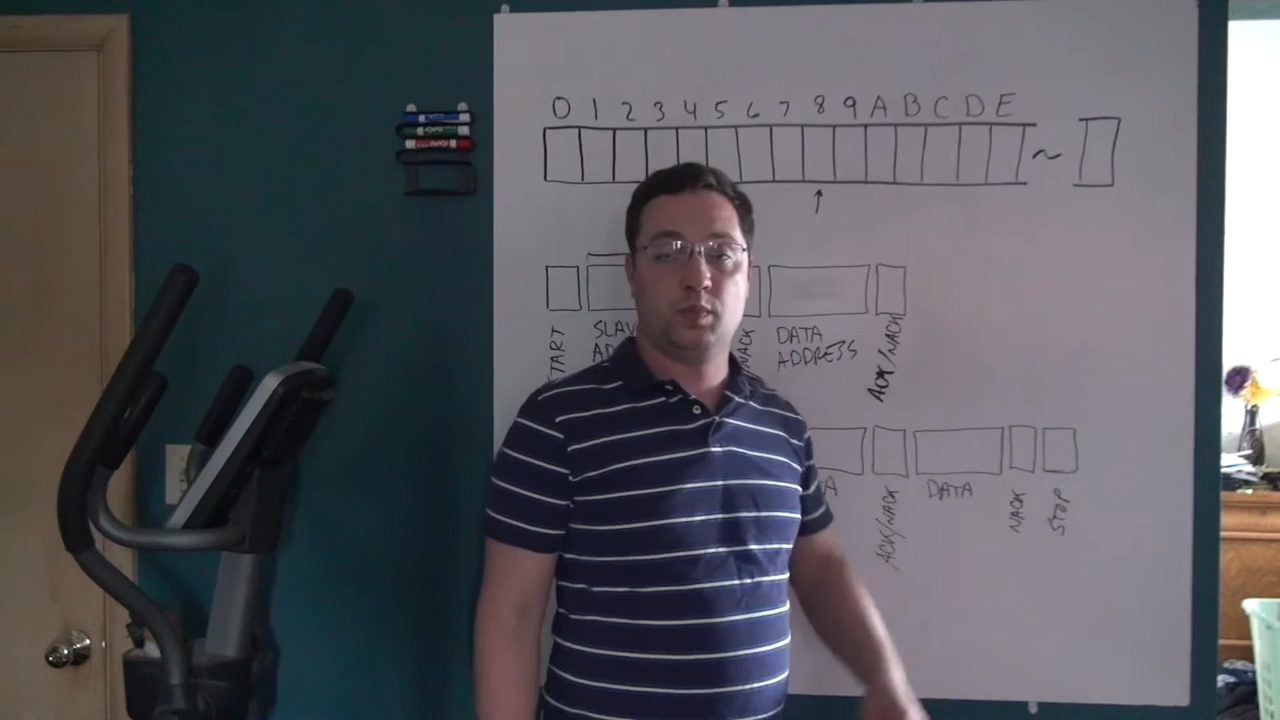 0 1 2 3 4 5 6 7 8 9 A B C D E
~
START
SLAV
AD
NACK
DATA
ADDRESS
ACK/NACK
A
ACK/NACK
DATA
NACK
STOP